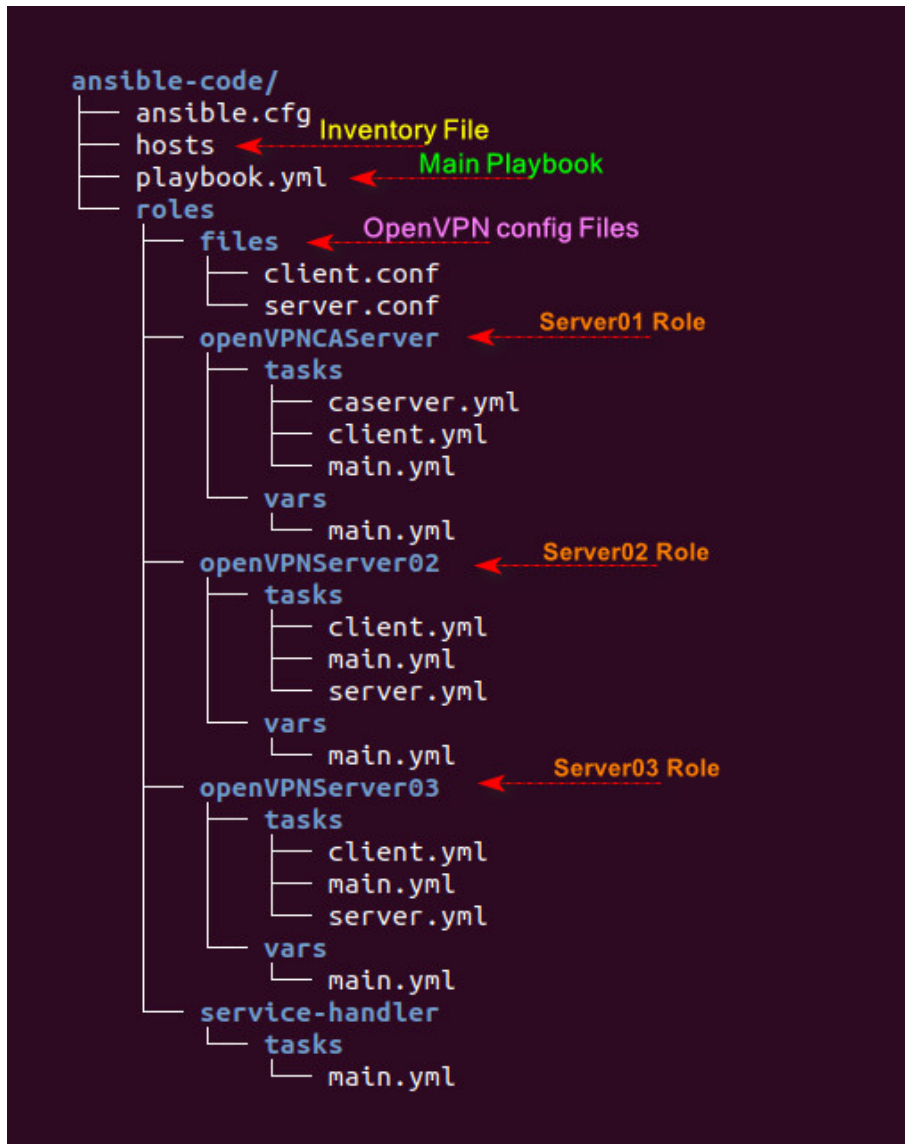 ansible-code/
ansible.cfg
hosts Inventory File
playbook.yml Main Playbook
roles
files OpenVPN config Files
client.conf
server.conf
openVPNCAServer Server01 Role
tasks
caserver.yml
client.yml
main.yml
vars
main.yml
openVPNServer02 Server02 Role
tasks
client.yml
main.yml
server.yml
vars
main.yml
openVPNServer03 Server03 Role
tasks
client.yml
main.yml
server.yml
vars
main.yml
service-handler
tasks
main.yml